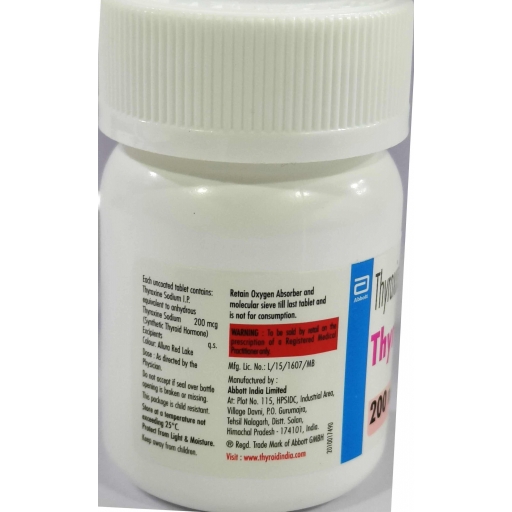 Each uncoated tablet contains:
Thyroxine Sodium I.P.
equivalent to anhydrous
Thyroxine Sodium 200 mcg
(Synthetic Thyroid Hormone)
Excipients q.s.
Colour: Allura Red Lake
Dose : As directed by the
Physician.
Do not accept if seal over bottle
opening is broken or missing.
This package is child resistant.
Store at a temperature not
exceeding 25°C.
Protect From Light & Moisture.
Keep away from children.
Retain Oxygen Absorber and
molecular sieve till last tablet and
is not for consumption.
WARNING : To be sold by retail on the
prescription of a Registered Medical
Practitioner only.
Mfg. Lic. No.: L/15/1607/MB
Manufactured by :
Abbott India Limited
At: Plot No. 115, HPSIDC, Industrial Area,
Village Davni, P.O. Gurumajra,
Tehsil Nalagarh, Distt. Solan,
Himachal Pradesh - 174101, India.
® Regd. Trade Mark of Abbott GMBH
Visit : www.thyroidindia.com
Abbott
Thyrox
Thy
200